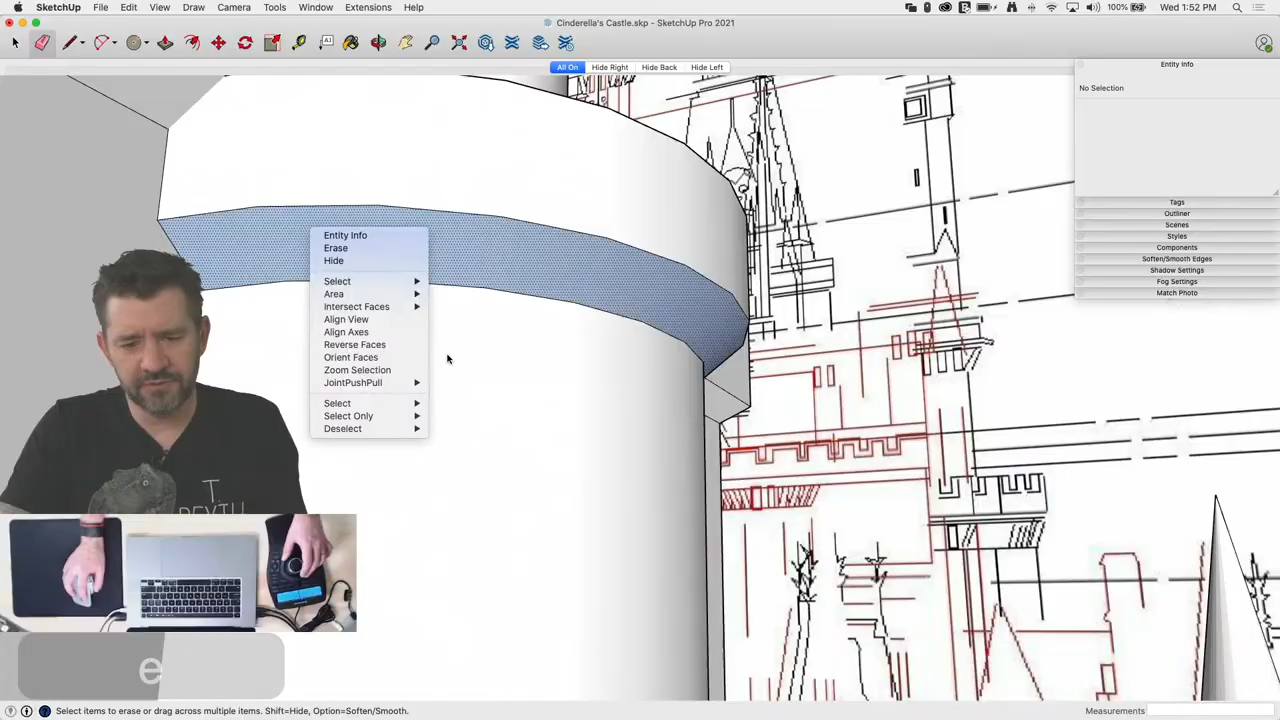 SketchUp File Edit View Draw Camera Tools Window Extensions Help 100% Wed 1:52 PM
Cinderella's Castle.skp - SketchUp Pro 2021
All On Hide Right Hide Back Hide Left
Entity Info
No Selection
Tags
Outliner
Scenes
Styles
Components
Soften/Smooth Edges
Shadow Settings
Fog Settings
Match Photo
Entity Info
Erase
Hide
Select
Area
Intersect Faces
Align View
Align Axes
Reverse Faces
Orient Faces
Zoom Selection
JointPushPull
Select
Select Only
Deselect
e
Select items to erase or drag across multiple items. Shift=Hide, Option=Soften/Smooth.
Measurements